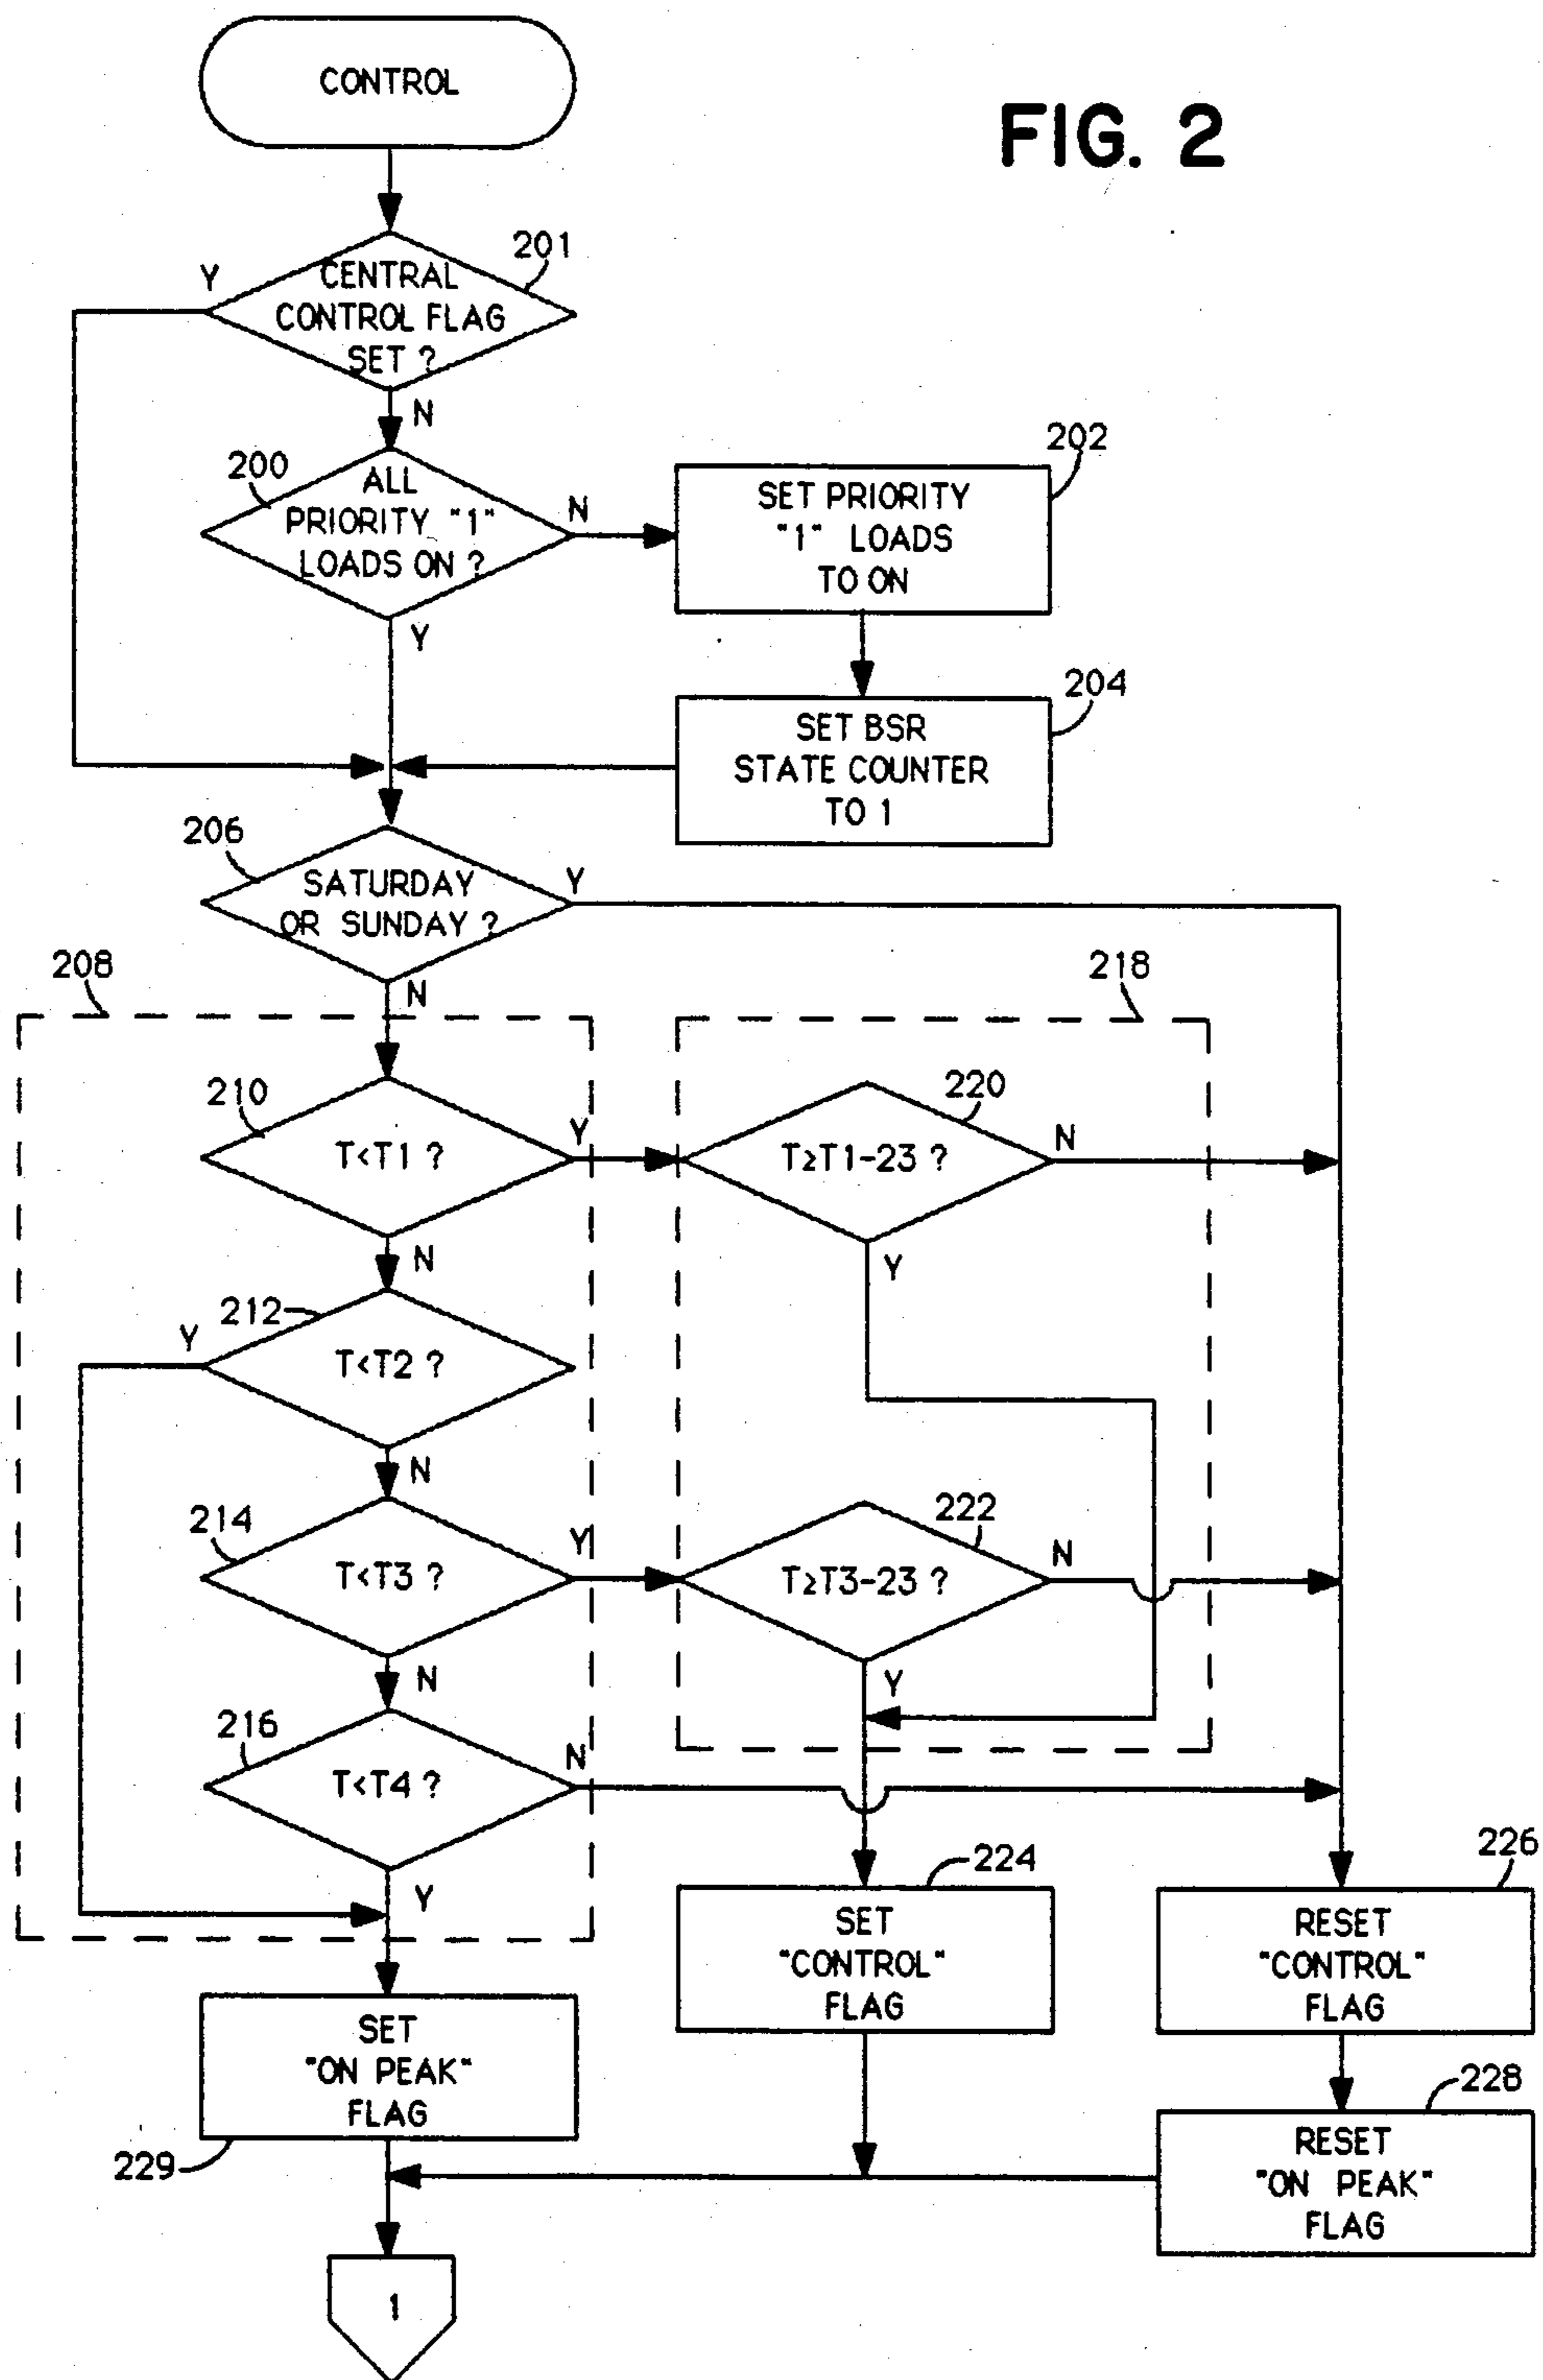 CONTROL
FIG. 2
201
Y
CENTRAL
CONTROL FLAG
SET ?
N
200
ALL
PRIORITY "1"
LOADS ON ?
N
Y
202
SET PRIORITY
"1" LOADS
TO ON
204
SET BSR
STATE COUNTER
TO 1
206
SATURDAY
OR SUNDAY ?
Y
N
208
218
210
T<T1 ?
Y
N
220
T≥T1-23 ?
N
Y
212
Y
T<T2 ?
N
214
T<T3 ?
Y
N
222
T≥T3-23 ?
N
Y
216
T<T4 ?
N
Y
224
SET
"CONTROL"
FLAG
226
RESET
"CONTROL"
FLAG
SET
"ON PEAK"
FLAG
229
228
RESET
"ON PEAK"
FLAG
1